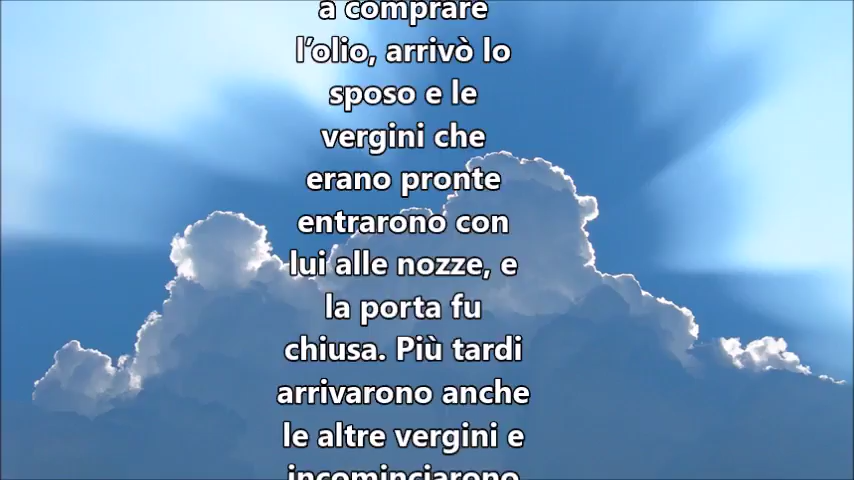 a comprare
l’olio, arrivò lo
sposo e le
vergini che
erano pronte
entrarono con
lui alle nozze, e
la porta fu
chiusa. Più tardi
arrivarono anche
le altre vergini e
incominciarono